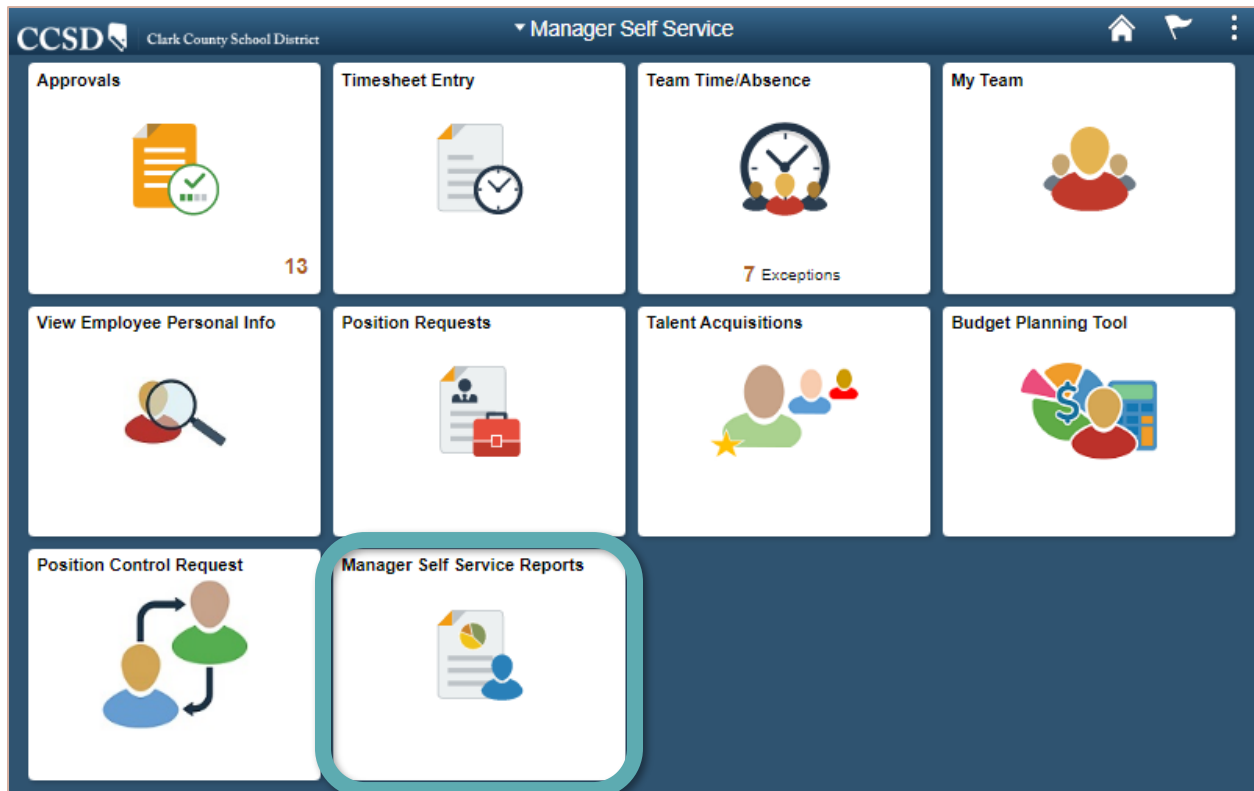 CCSD Clark County School District
Manager Self Service
Approvals
13
Timesheet Entry
Team Time/Absence
7 Exceptions
My Team
View Employee Personal Info
Position Requests
Talent Acquisitions
Budget Planning Tool
$
Position Control Request
Manager Self Service Reports